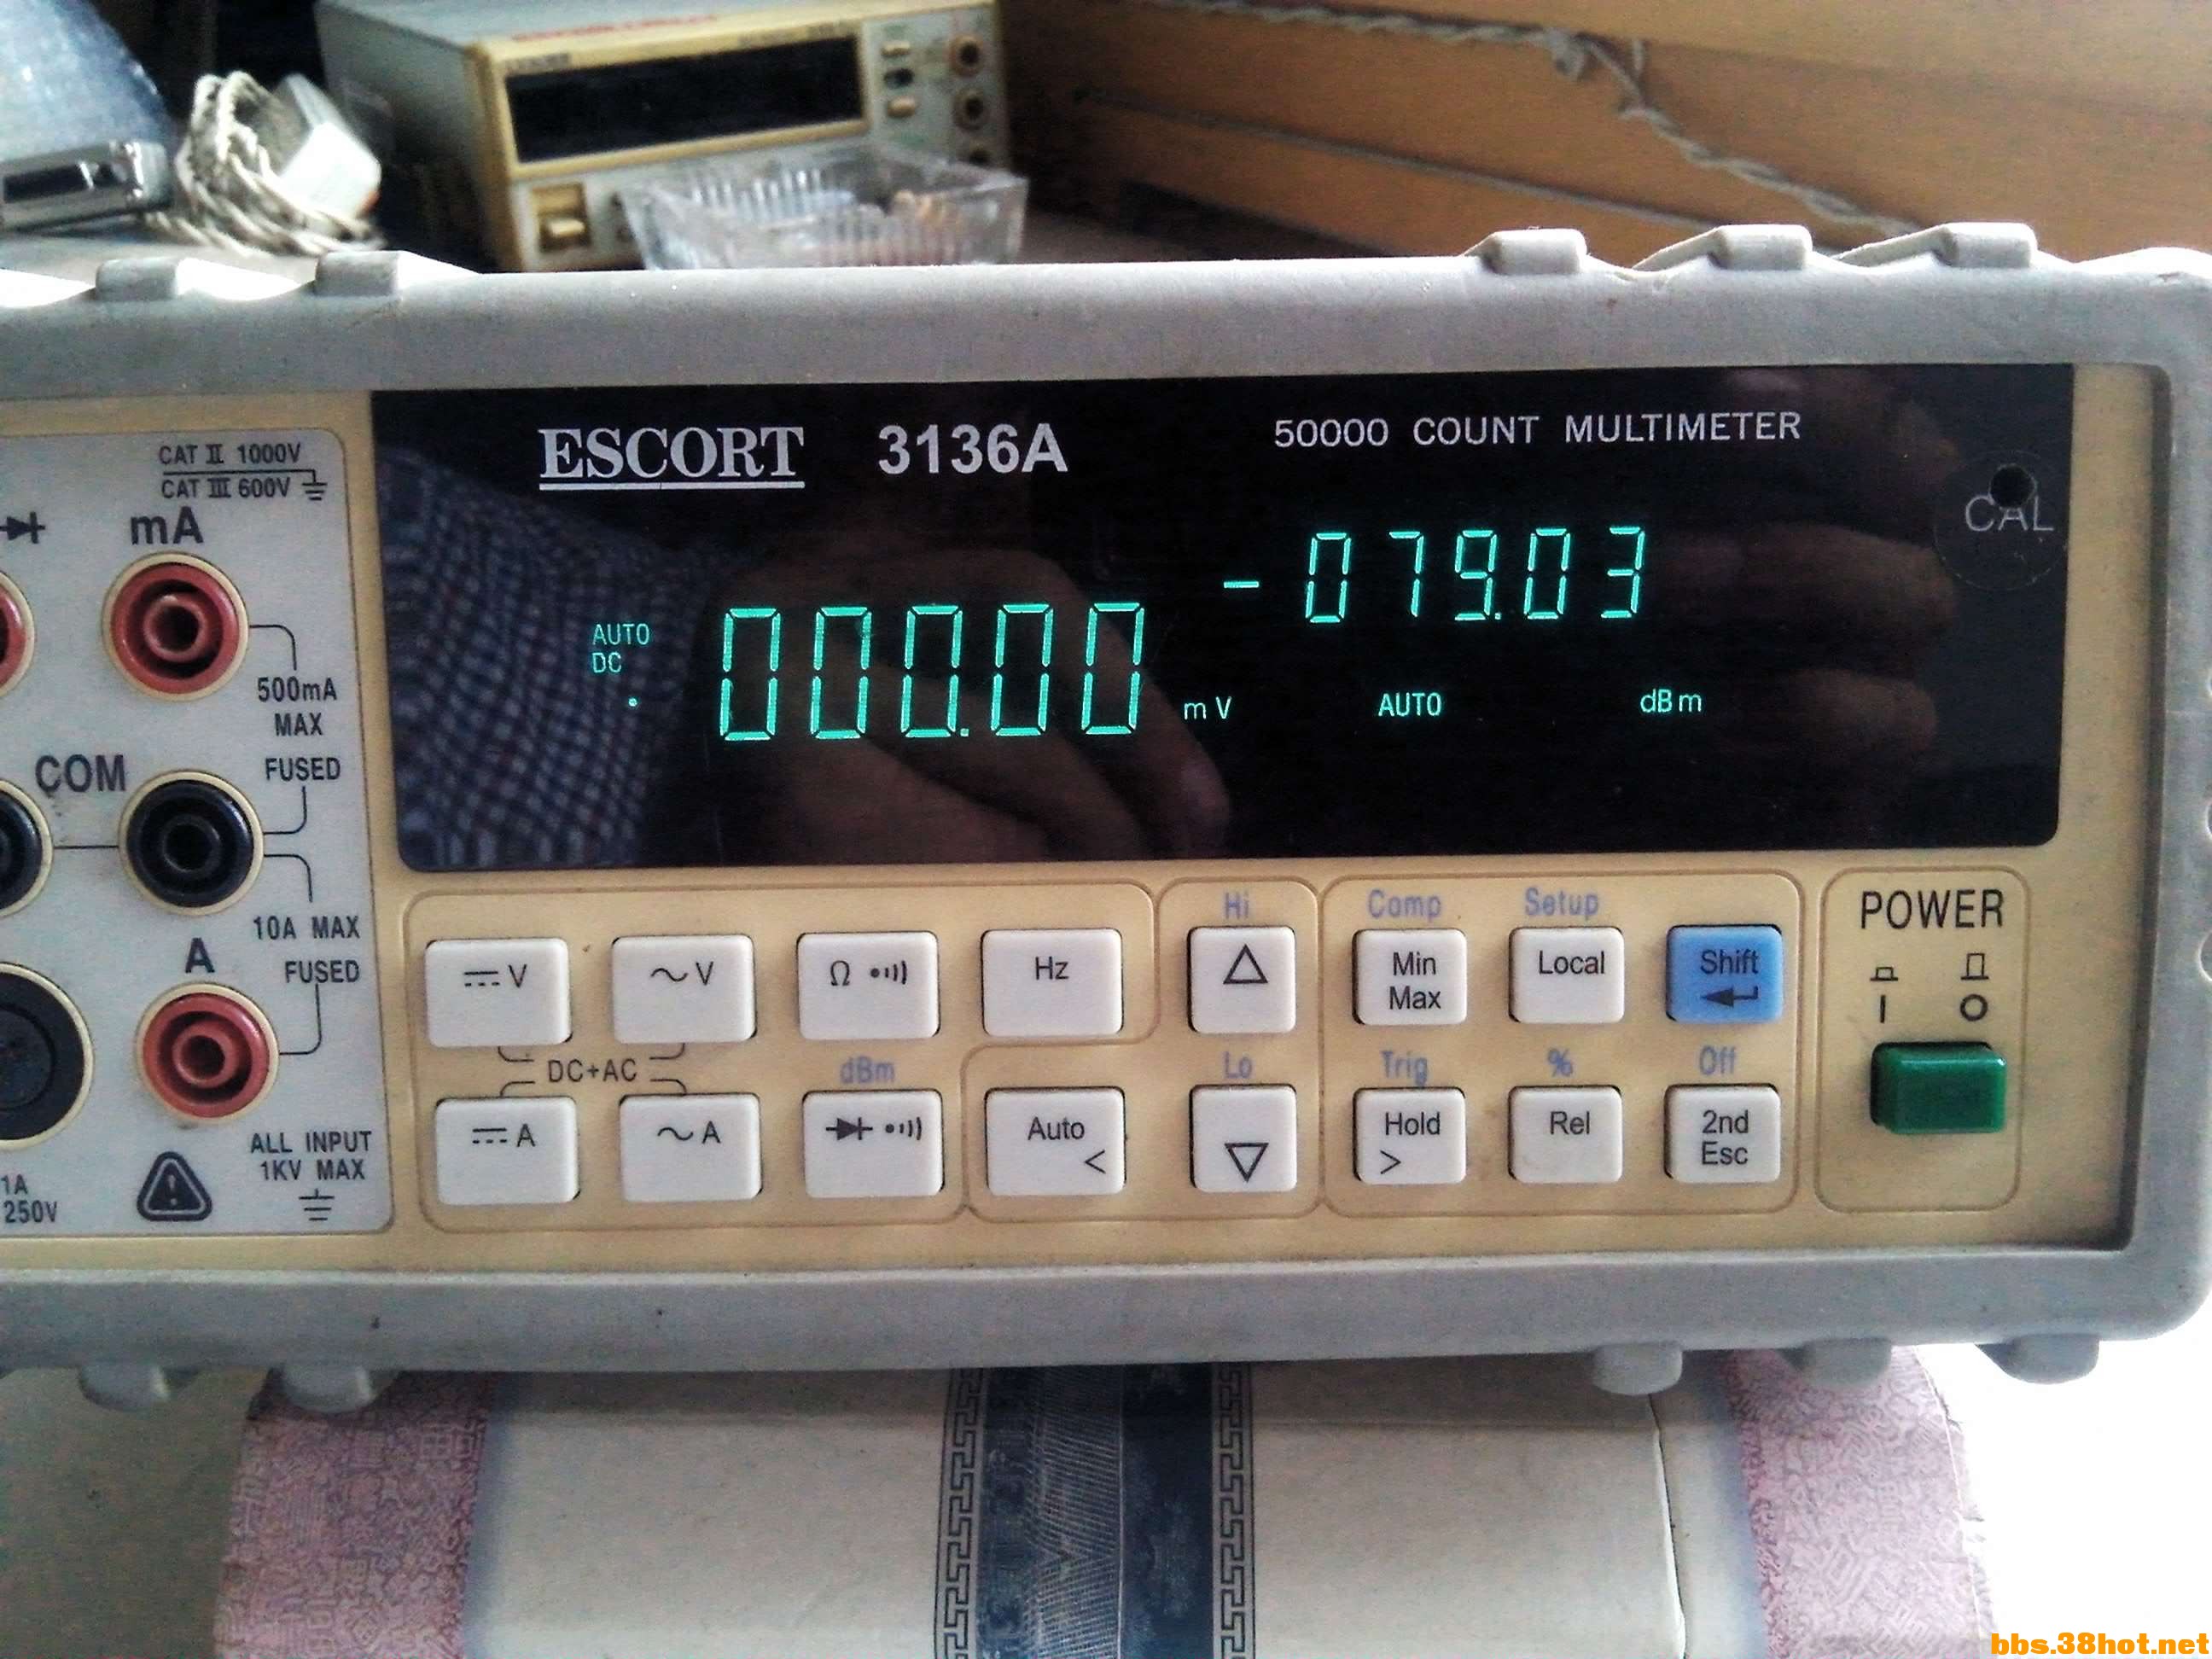 ESCORT 3136A
50000 COUNT MULTIMETER
CAL
CAT II 1000V
CAT III 600V
mA
500mA
MAX
FUSED
COM
10A MAX
A
FUSED
ALL INPUT
1KV MAX
1A
250V
AUTO
DC
000.00 mV
-079.03
AUTO dBm
Hi
Comp
Setup
POWER
V
V
Ω
Hz
Min
Max
Local
Shift
I O
DC+AC
dBm
Lo
Trig
%
Off
A
A
Auto
<
Hold
>
Rel
2nd
Esc
bbs.38hot.net